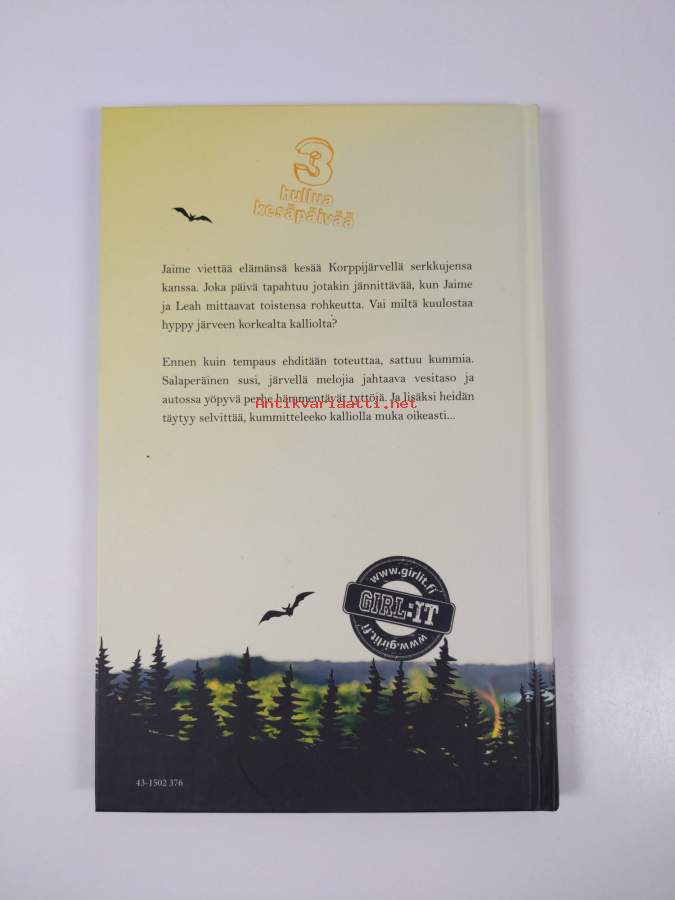 3
hullua
kesäpäivää
Jaime viettää elämänsä kesää Korppijärvellä serkkujensa
kanssa. Joka päivä tapahtuu jotakin jännittävää, kun Jaime
ja Leah mittaavat toistensa rohkeutta. Vai miltä kuulostaa
hyppy järveen korkealta kalliolta?
Ennen kuin tempaus ehditään toteuttaa, sattuu kummia.
Salaperäinen susi, järvellä melojia jahtaava vesitaso ja
autossa yöpyvä perhe hämmentävät tyttöjä. Ja lisäksi heidän
Antikvariaatti.net
täytyy selvittää, kummitteleeko kalliolla muka oikeasti...
www.girlit.fi
GIRL:IT
www.girlit.fi
43-1502 376